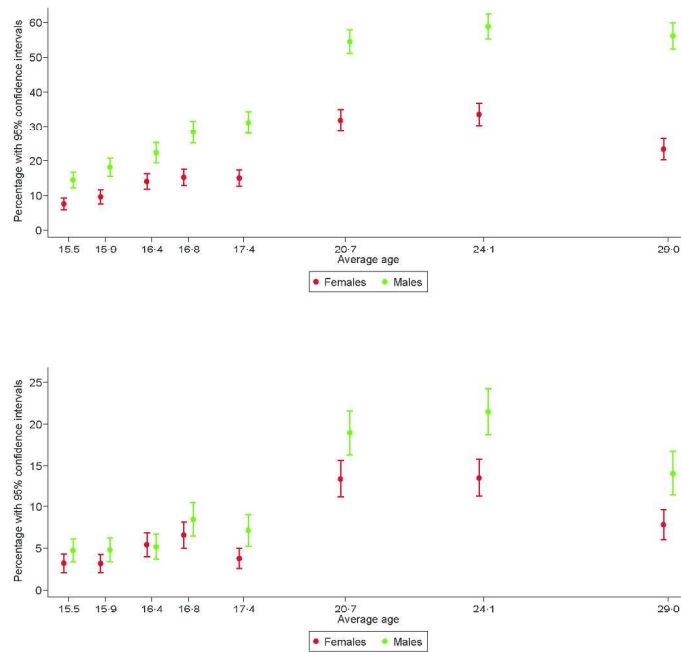 Percentage with 95% confidence intervals
60
50
40
30
20
10
0
15.5 15·9 16·4 16·8 17·4 20·7 24·1 29·0
Average age
Females Males
Percentage with 95% confidence intervals
25
20
15
10
5
0
15.5 15·9 16·4 16·8 17·4 20·7 24·1 29·0
Average age
Females Males